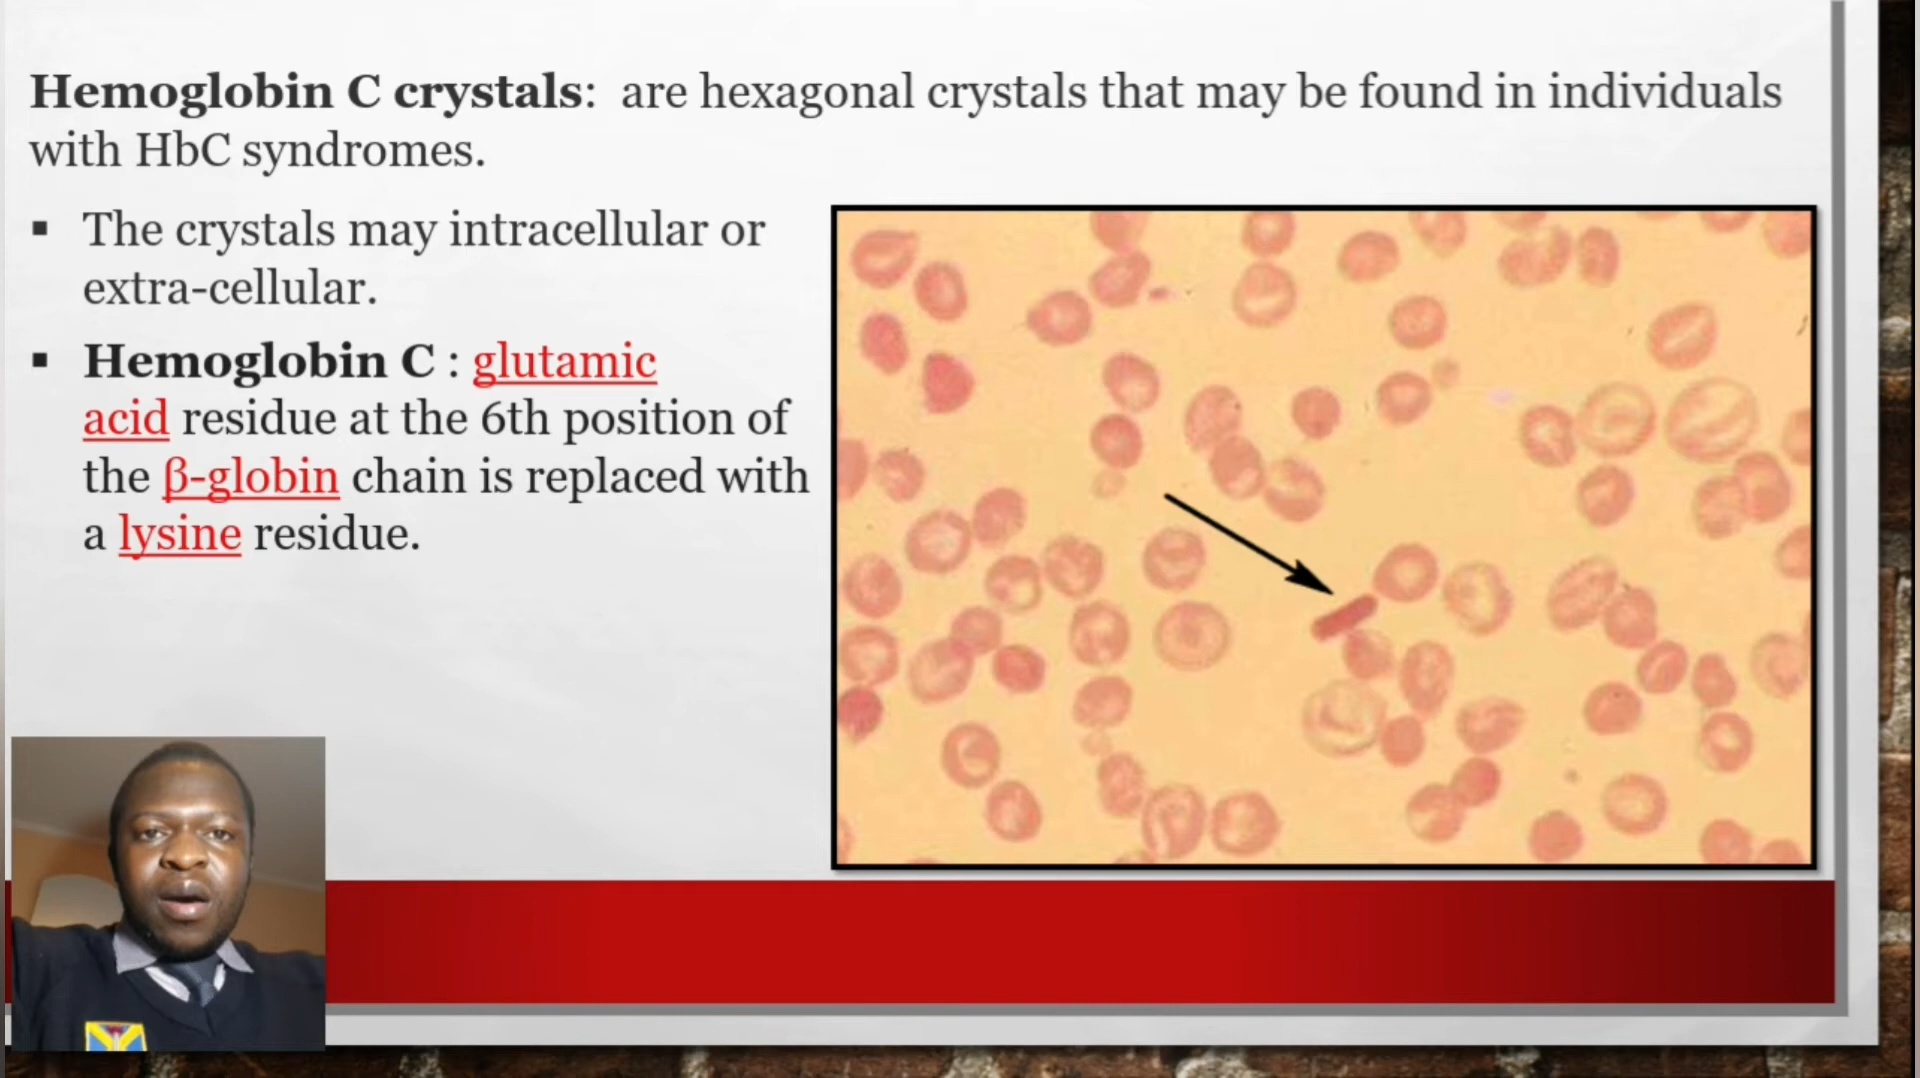 Hemoglobin C crystals: are hexagonal crystals that may be found in individuals
with HbC syndromes.
▪ The crystals may intracellular or
extra-cellular.
▪ Hemoglobin C : glutamic
acid residue at the 6th position of
the β-globin chain is replaced with
a lysine residue.